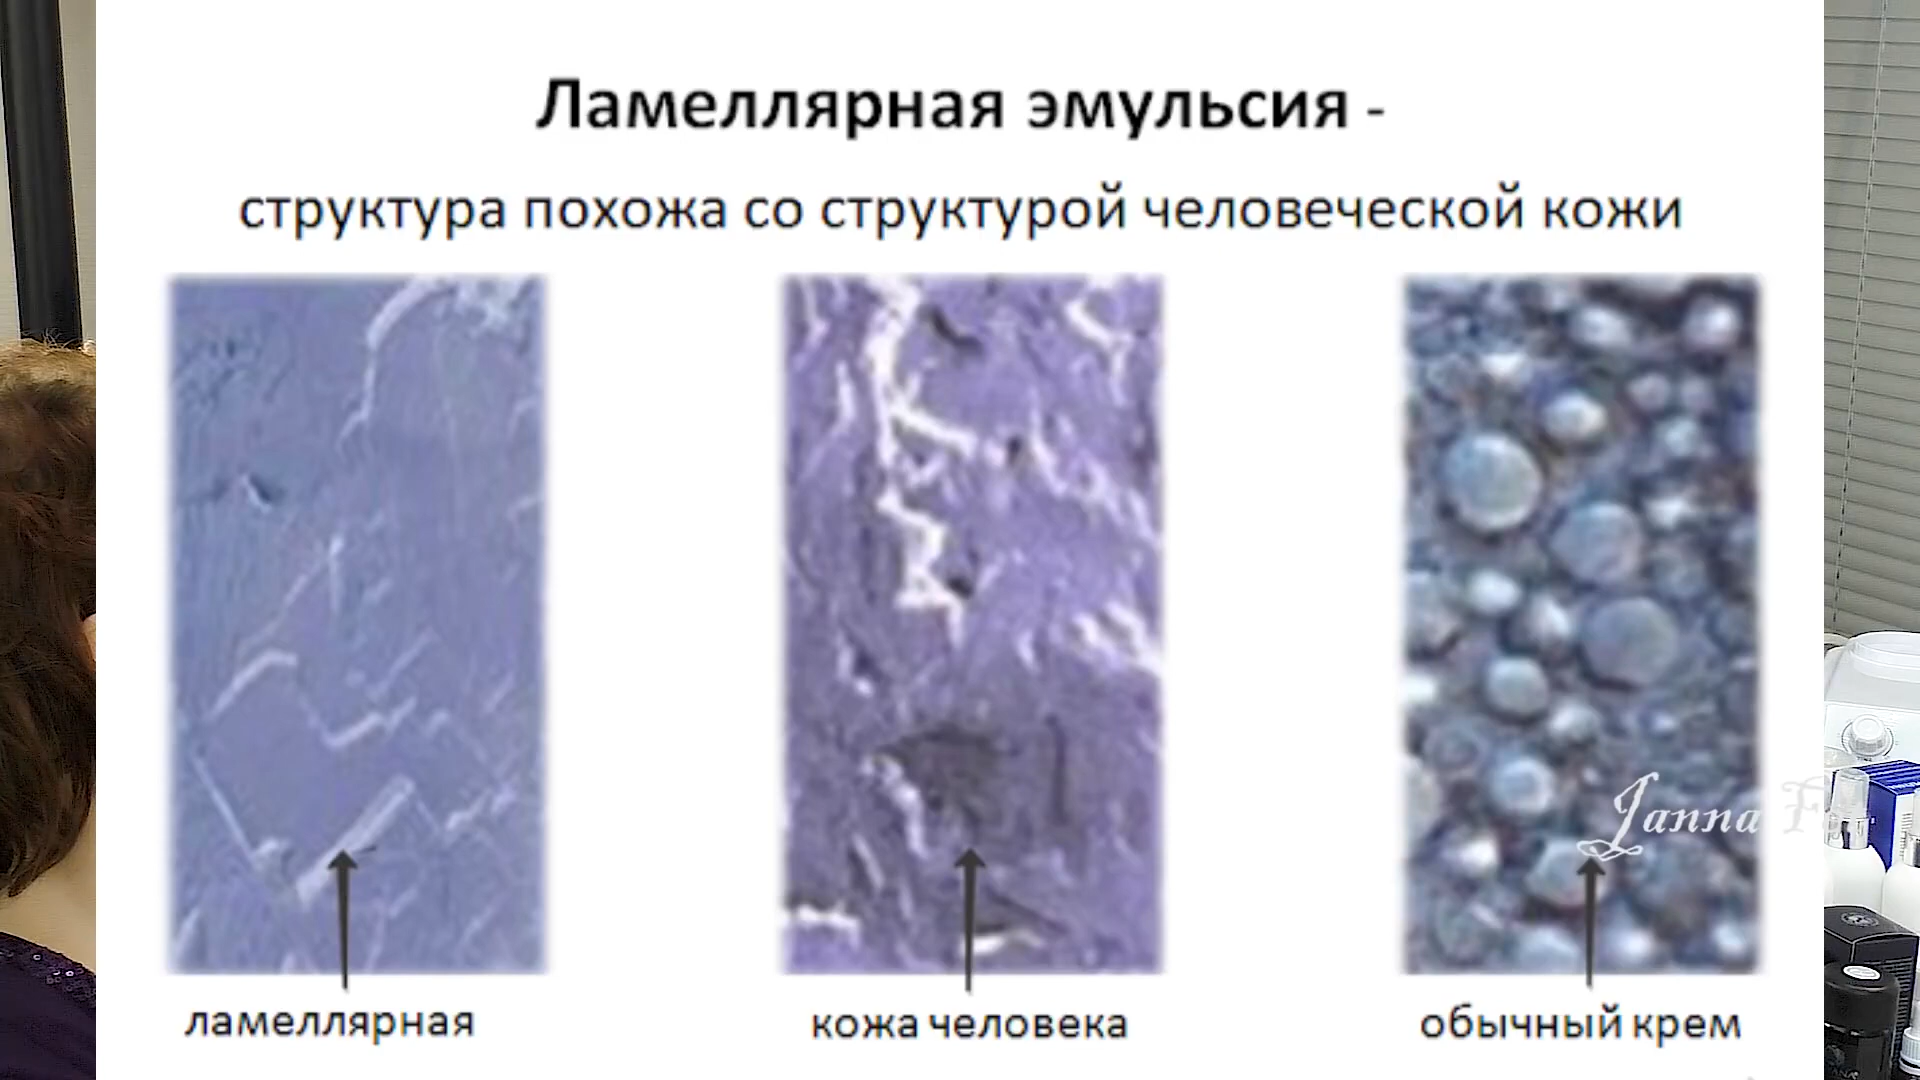 Ламеллярная эмульсия -
структура похожа со структурой человеческой кожи
ламеллярная
кожа человека
обычный крем
Janna